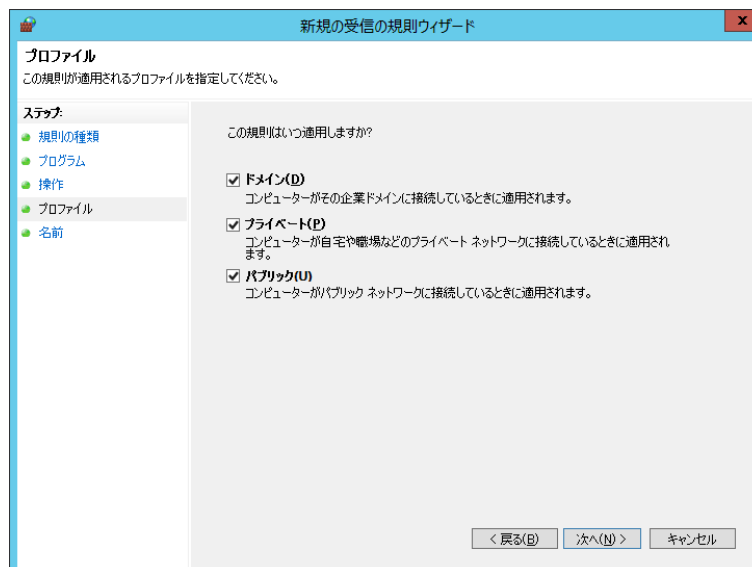 新規の受信の規則ウィザード
x
プロファイル
この規則が適用されるプロファイルを指定してください。
ステップ:
規則の種類
プログラム
操作
プロファイル
名前
この規則はいつ適用しますか?
ドメイン(D)
コンピューターがその企業ドメインに接続しているときに適用されます。
プライベート(P)
コンピューターが自宅や職場などのプライベート ネットワークに接続しているときに適用され
ます。
パブリック(U)
コンピューターがパブリック ネットワークに接続しているときに適用されます。
< 戻る(B)
次へ(N) >
キャンセル